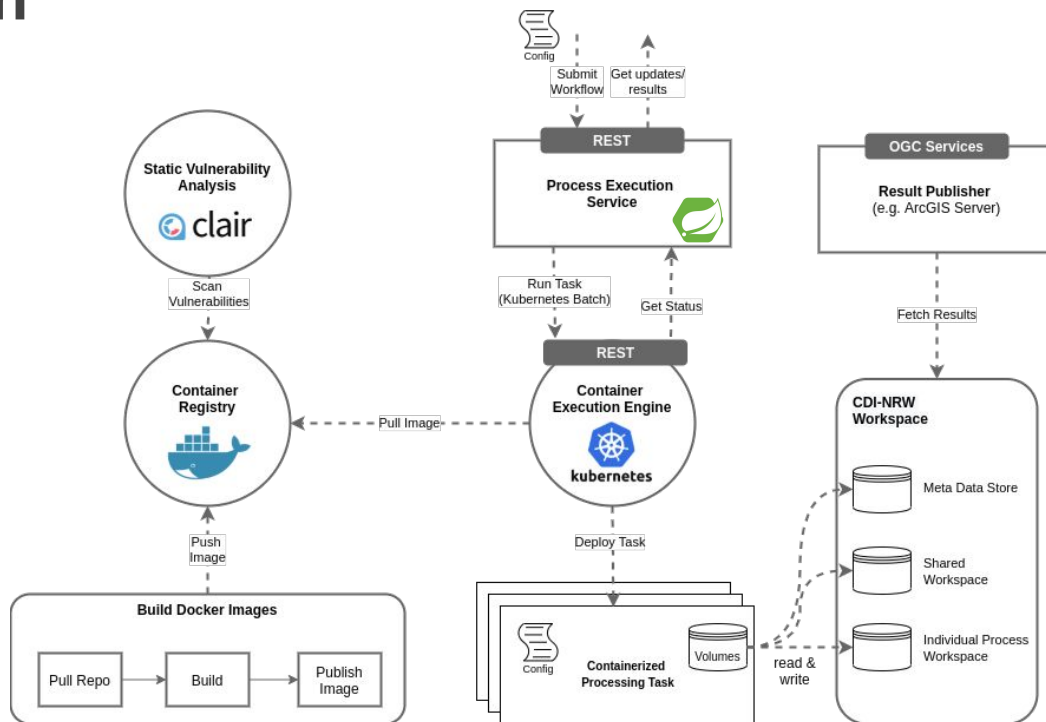 Config
Submit
Workflow
Get updates/
results
REST
Process Execution
Service
OGC Services
Result Publisher
(e.g. ArcGIS Server)
Static Vulnerability
Analysis
clair
Scan
Vulnerabilities
Run Task
(Kubernetes Batch)
Get Status
Fetch Results
REST
Container
Execution Engine
kubernetes
Container
Registry
Pull Image
CDI-NRW
Workspace
Meta Data Store
Shared
Workspace
Individual Process
Workspace
Push
Image
Deploy Task
Build Docker Images
Pull Repo
Build
Publish
Image
Config
Containerized
Processing Task
Volumes
read &
write